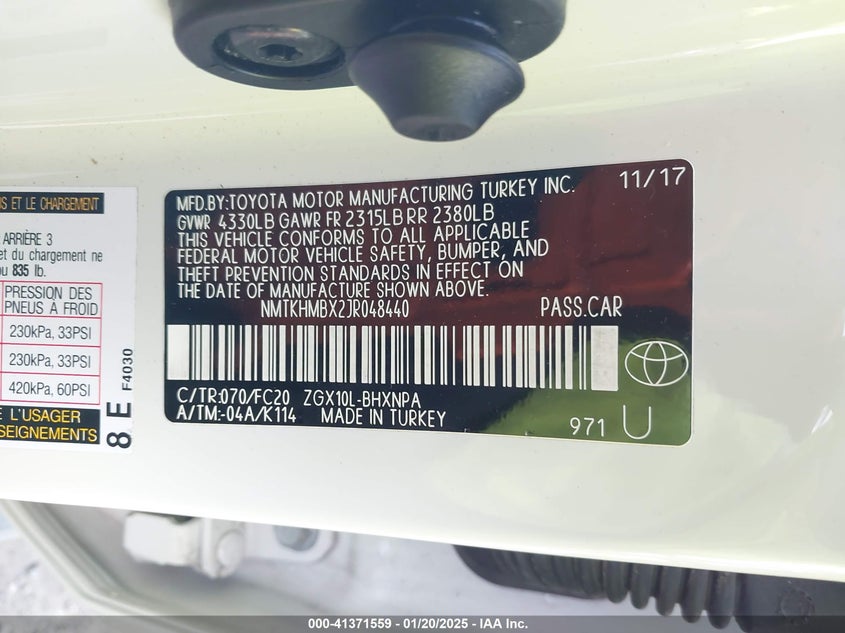 S ET LE CHARGEMENT
ARRIÈRE 3
et du chargement ne
ou 835 lb.
PRESSION DES
PNEUS A FROID
230kPa, 33PSI
230kPa, 33PSI
420kPa, 60PSI
L'USAGER
SEIGNEMENTS
8 E F4030
MFD.BY:TOYOTA MOTOR MANUFACTURING TURKEY INC. 11/17
GVWR 4330LB GAWR FR 2315LB RR 2380LB
THIS VEHICLE CONFORMS TO ALL APPLICABLE
FEDERAL MOTOR VEHICLE SAFETY, BUMPER, AND
THEFT PREVENTION STANDARDS IN EFFECT ON
THE DATE OF MANUFACTURE SHOWN ABOVE.
NMTKHMBX2JR048440 PASS.CAR
C/TR:070/FC20 ZGX10L-BHXNPA
A/TM:-04A/K114 MADE IN TURKEY
971 U
000-41371559 - 01/20/2025 - IAA Inc.